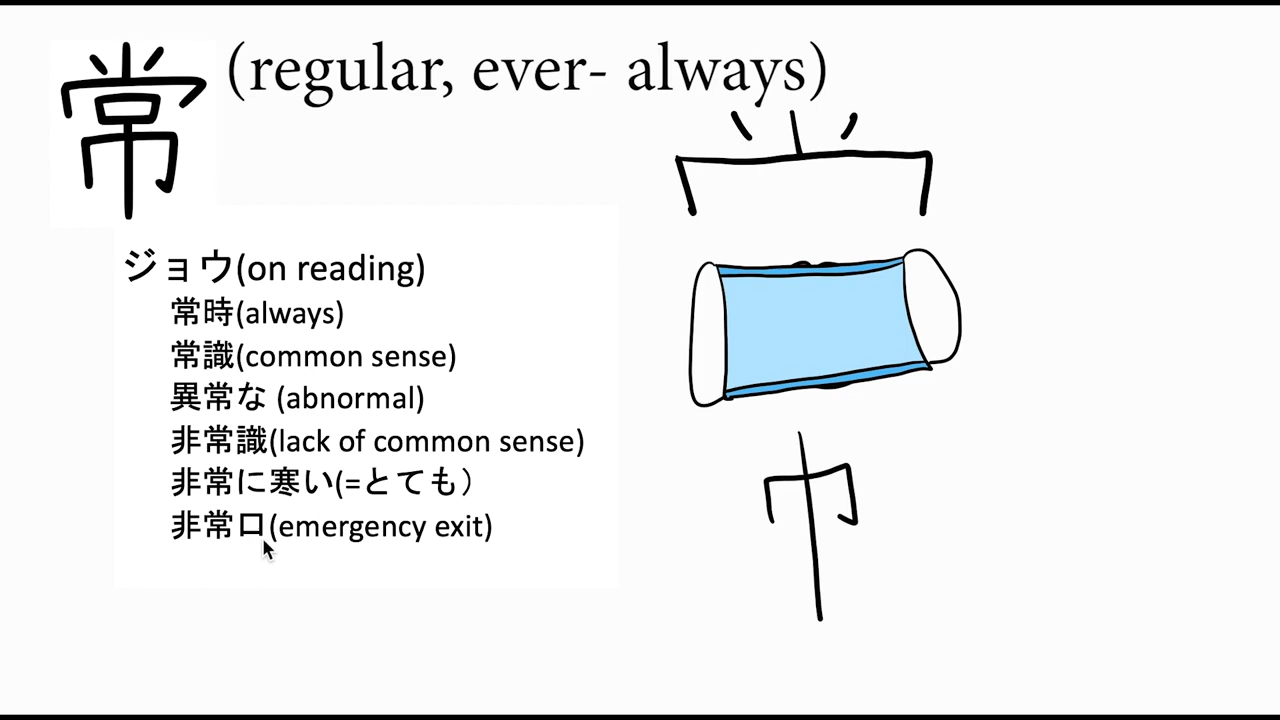 常 (regular, ever- always)
ジョウ(on reading)
常時(always)
常識(common sense)
異常な (abnormal)
非常識(lack of common sense)
非常に寒い(=とても）
非常口(emergency exit)